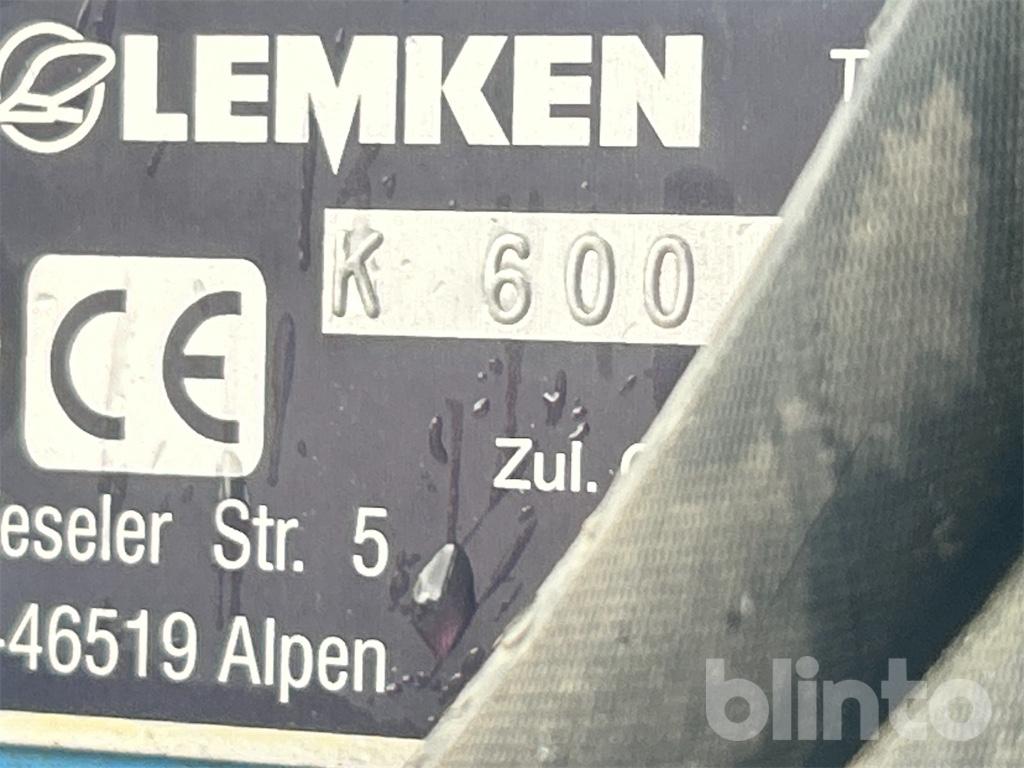 LEMKEN T
K 600
CE
Zul.
eseler Str. 5
-46519 Alpen
blinto